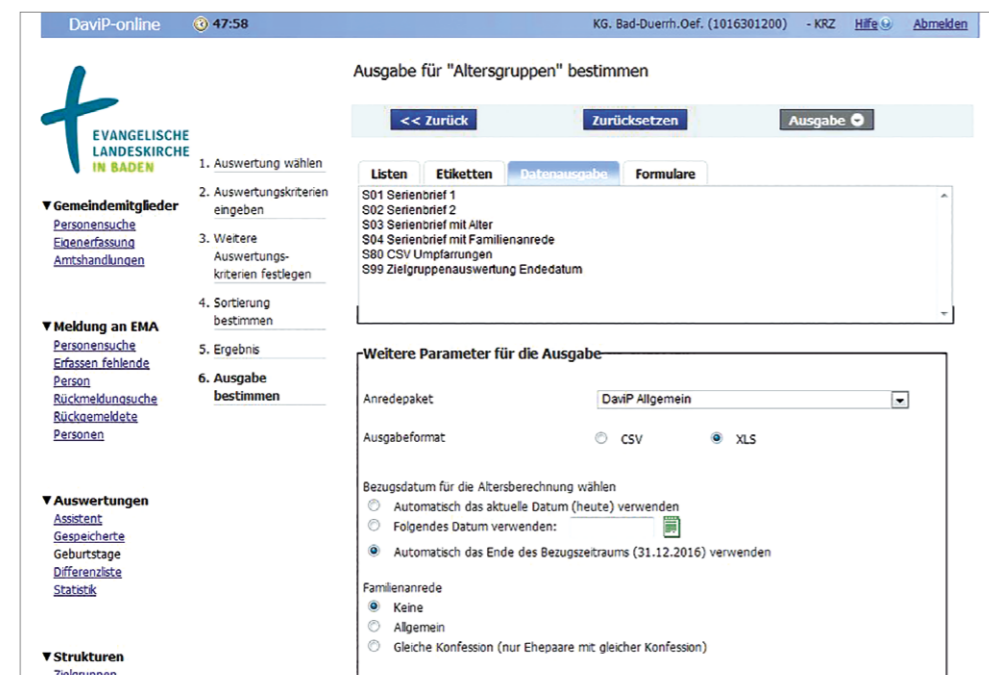 DaviP-online
47:58
KG. Bad-Duerrh.Oef. (1016301200) - KRZ Hilfe Abmelden
EVANGELISCHE
LANDESKIRCHE
IN BADEN
▼Gemeindemitglieder
Personensuche
Eigenerfassung
Amtshandlungen
▼Meldung an EMA
Personensuche
Erfassen fehlende
Person
Rückmeldungsuche
Rückgemeldete
Personen
▼Auswertungen
Assistent
Gespeicherte
Geburtstage
Differenzliste
Statistik
▼Strukturen
Zielgruppen
1. Auswertung wählen
2. Auswertungskriterien
eingeben
3. Weitere
Auswertungs-
kriterien festlegen
4. Sortierung
bestimmen
5. Ergebnis
6. Ausgabe
bestimmen
Ausgabe für "Altersgruppen" bestimmen
<< Zurück Zurücksetzen Ausgabe
Listen Etiketten Datenausgabe Formulare
S01 Serienbrief 1
S02 Serienbrief 2
S03 Serienbrief mit Alter
S04 Serienbrief mit Familienanrede
S80 CSV Umpfarrungen
S99 Zielgruppenauswertung Endedatum
Weitere Parameter für die Ausgabe
Anredepaket DaviP Allgemein
Ausgabeformat CSV XLS
Bezugsdatum für die Altersberechnung wählen
Automatisch das aktuelle Datum (heute) verwenden
Folgendes Datum verwenden:
Automatisch das Ende des Bezugszeitraums (31.12.2016) verwenden
Familienanrede
Keine
Allgemein
Gleiche Konfession (nur Ehepaare mit gleicher Konfession)